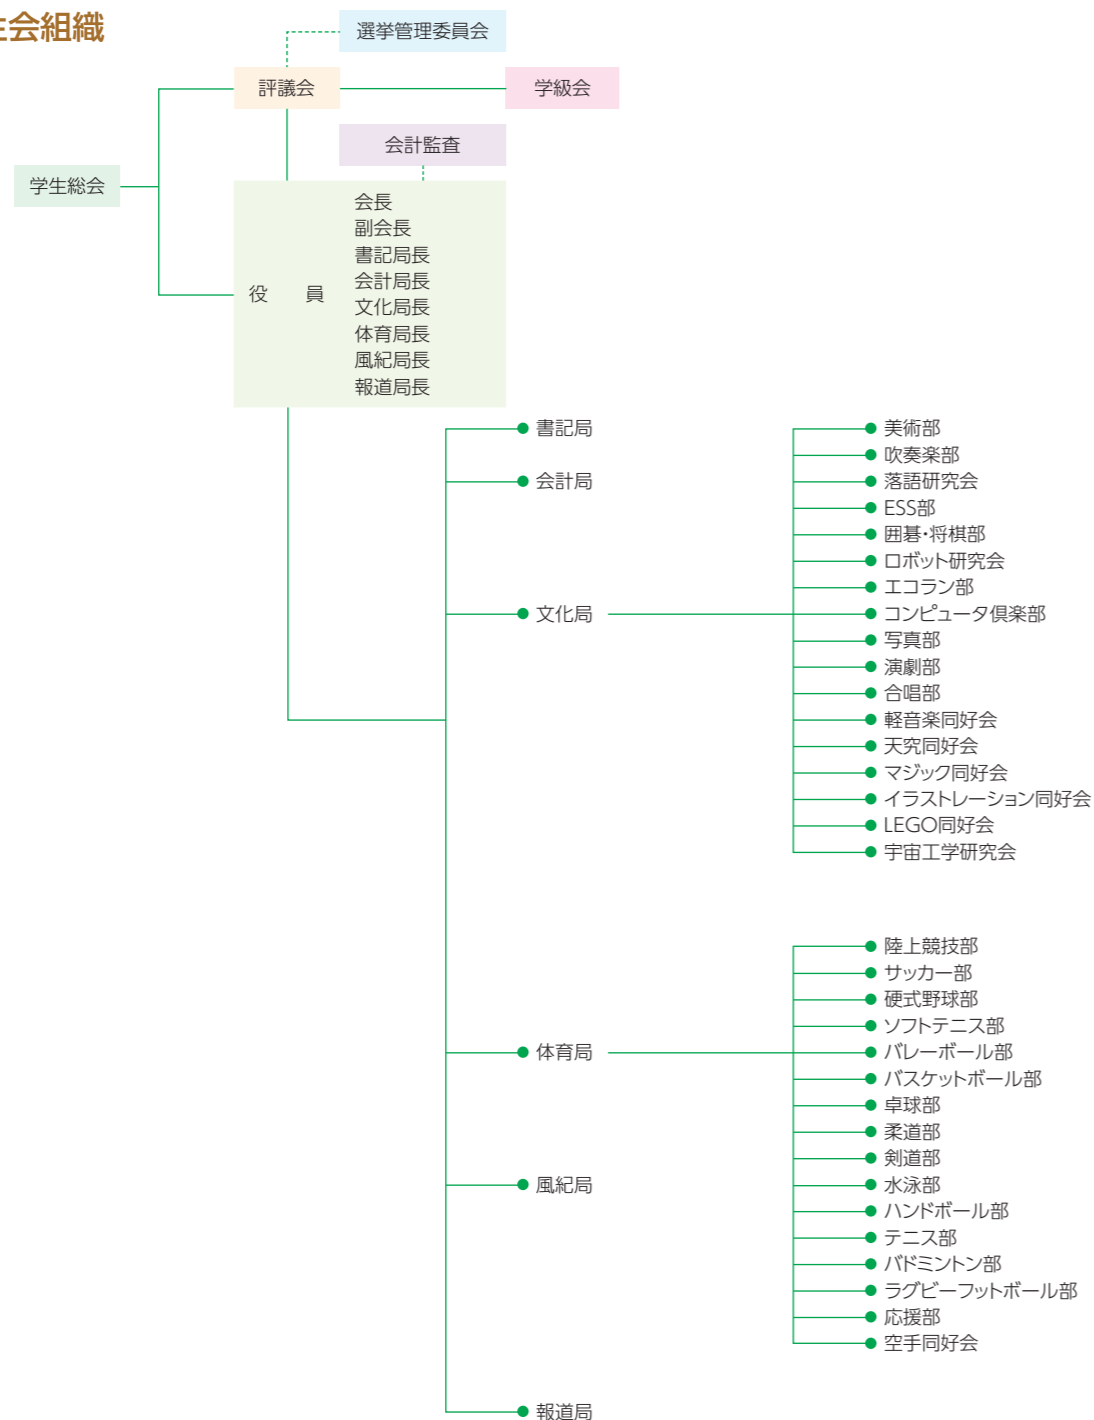 会組織
選挙管理委員会
評議会
学級会
会計監査
学生総会
役　員
会長
副会長
書記局長
会計局長
文化局長
体育局長
風紀局長
報道局長
書記局
会計局
文化局
美術部
吹奏楽部
落語研究会
ESS部
囲碁・将棋部
ロボット研究会
エコラン部
コンピュータ倶楽部
写真部
演劇部
合唱部
軽音楽同好会
天究同好会
マジック同好会
イラストレーション同好会
LEGO同好会
宇宙工学研究会
体育局
陸上競技部
サッカー部
硬式野球部
ソフトテニス部
バレーボール部
バスケットボール部
卓球部
柔道部
剣道部
水泳部
ハンドボール部
テニス部
バドミントン部
ラグビーフットボール部
応援部
空手同好会
風紀局
報道局